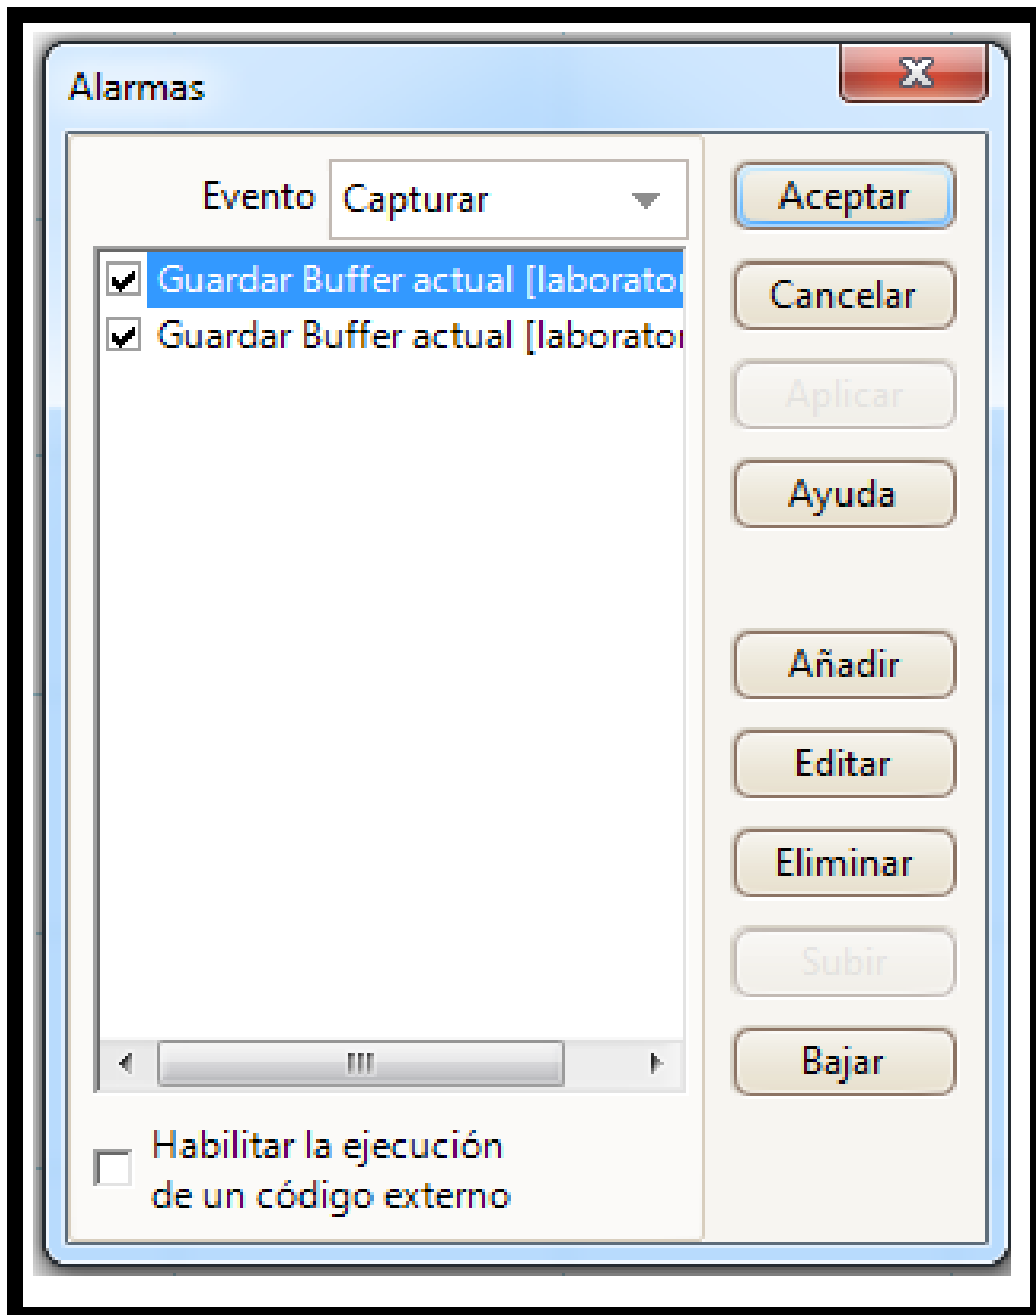 Alarmas
Evento Capturar
Guardar Buffer actual [laborator
Guardar Buffer actual [laborator
Habilitar la ejecución
de un código externo
Aceptar
Cancelar
Aplicar
Ayuda
Añadir
Editar
Eliminar
Subir
Bajar